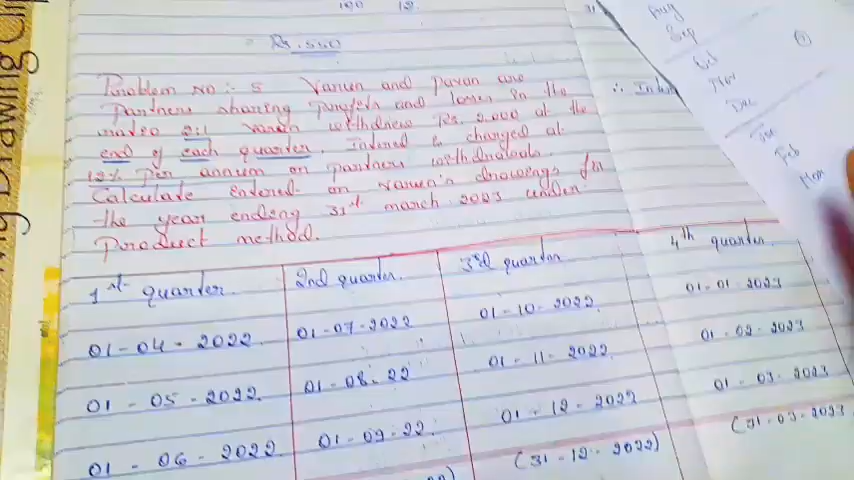 Rs. 550
Problem no :- 5 Varun and pavan are
Partners sharing profits and losses in the
ratio 2:1 Varun withdrew Rs. 2.000 at the
end of each quarter. Interest is charged at
12% Per annum on partners withdrawals.
Calculate interest on varun's drawings for
the year ending 31st march 2023 under
Product method.
1st quarter
2nd quarter.
3rd quarter
4th quarter
01-04-2022
01-07-2022
01-10-2022
01-01-2023
01-05-2022
01-08-22
01-11-2022
01-02-2023
01-06-2022
01-09-22
01-12-2022
01-03-2023
(31-12-2022)
(31-03-2023
Aug
Sep
Oct
Nov
Dec
Jan
Feb
Mar